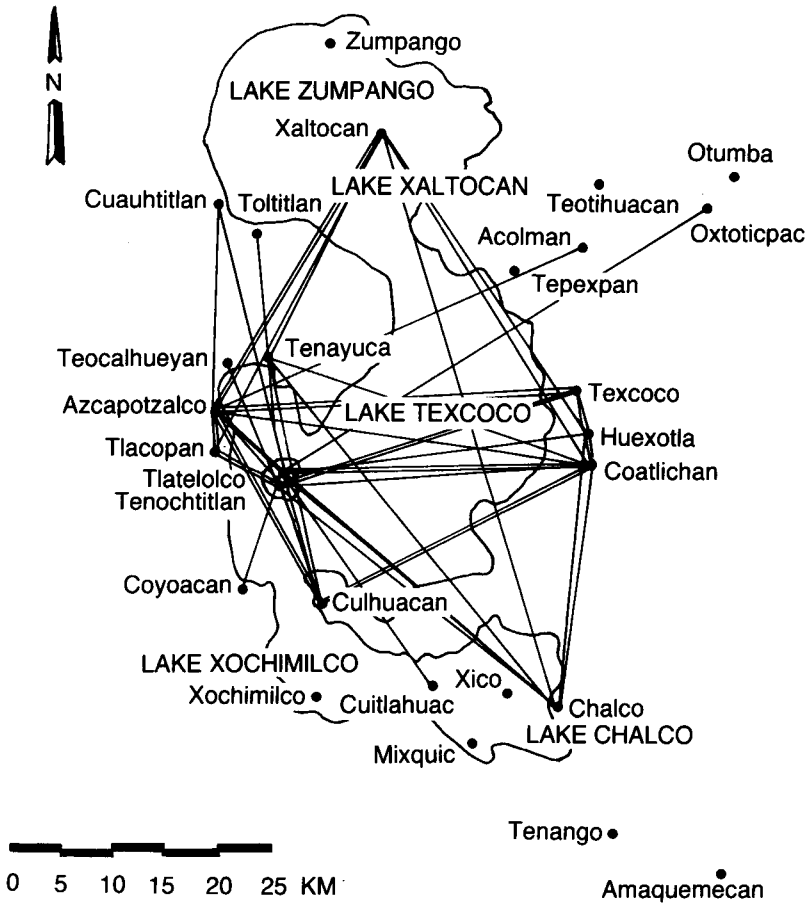 Zumpango
N
LAKE ZUMPANGO
Xaltocan
Otumba
LAKE XALTOCAN
Cuauhtitlan
Toltitlan
Teotihuacan
Oxtoticpac
Acolman
Tepexpan
Teocalhueyan
Tenayuca
Texcoco
Azcapotzalco
LAKE TEXCOCO
Huexotla
Tlacopan
Coatlichan
Tlatelolco
Tenochtitlan
Coyoacan
Culhuacan
LAKE XOCHIMILCO
Xico
Xochimilco
Cuitlahuac
Chalco
LAKE CHALCO
Mixquic
Tenango
0 5 10 15 20 25 KM
Amaquemecan